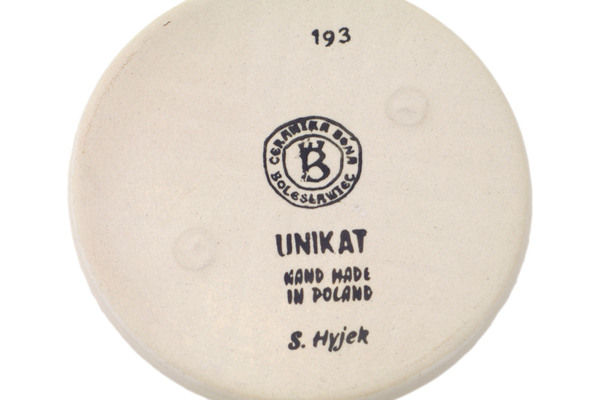 193
CERAMIKA BONA
B
BOLESŁAWIEC
UNIKAT
HAND MADE
IN POLAND
S. Hyjek